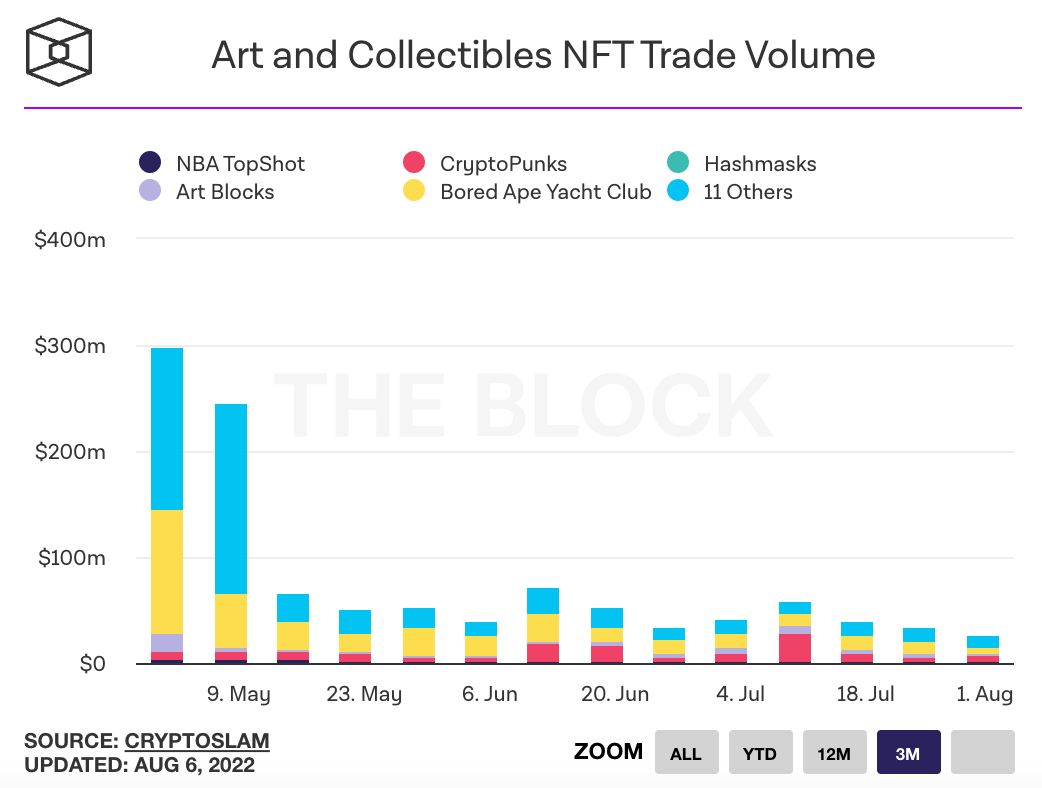 Art and Collectibles NFT Trade Volume
NBA TopShot
CryptoPunks
Hashmasks
Art Blocks
Bored Ape Yacht Club
11 Others
$400m
$300m
$200m
$100m
$0
THE BLOCK
9. May
23. May
6. Jun
20. Jun
4. Jul
18. Jul
1. Aug
SOURCE: CRYPTOSLAM
UPDATED: AUG 6, 2022
ZOOM
ALL
YTD
12M
3M